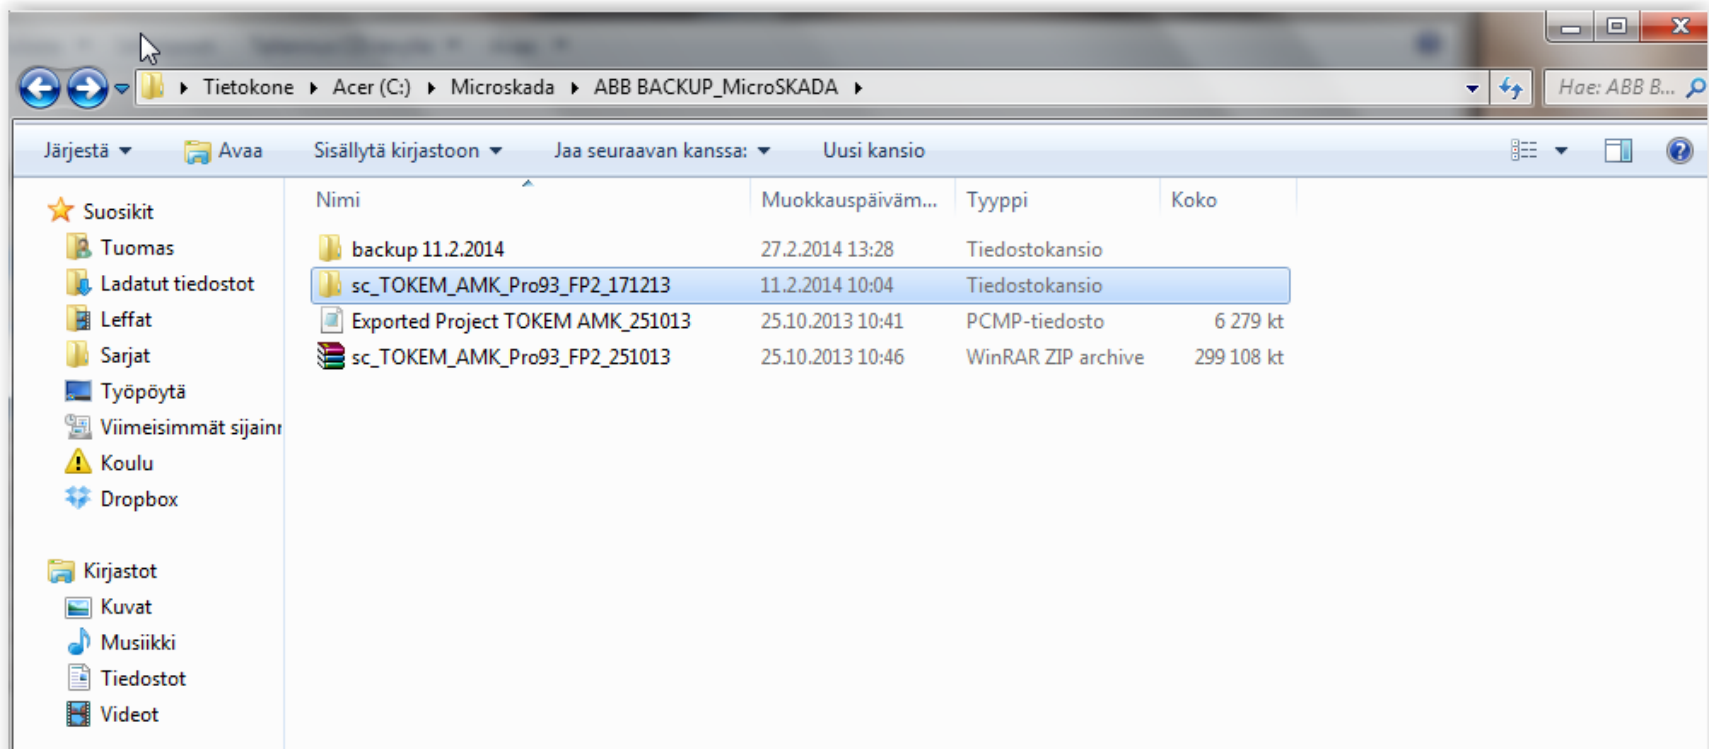 Tietokone Acer (C:) Microskada ABB BACKUP_MicroSKADA
Hae: ABB B...
Järjestä Avaa Sisällytä kirjastoon Jaa seuraavan kanssa: Uusi kansio
Suosikit
Tuomas
Ladatut tiedostot
Leffat
Sarjat
Työpöytä
Viimeisimmät sijainn
Koulu
Dropbox
Kirjastot
Kuvat
Musiikki
Tiedostot
Videot
Nimi Muokkauspäiväm... Tyyppi Koko
backup 11.2.2014 27.2.2014 13:28 Tiedostokansio
sc_TOKEM_AMK_Pro93_FP2_171213 11.2.2014 10:04 Tiedostokansio
Exported Project TOKEM AMK_251013 25.10.2013 10:41 PCMP-tiedosto 6 279 kt
sc_TOKEM_AMK_Pro93_FP2_251013 25.10.2013 10:46 WinRAR ZIP archive 299 108 kt